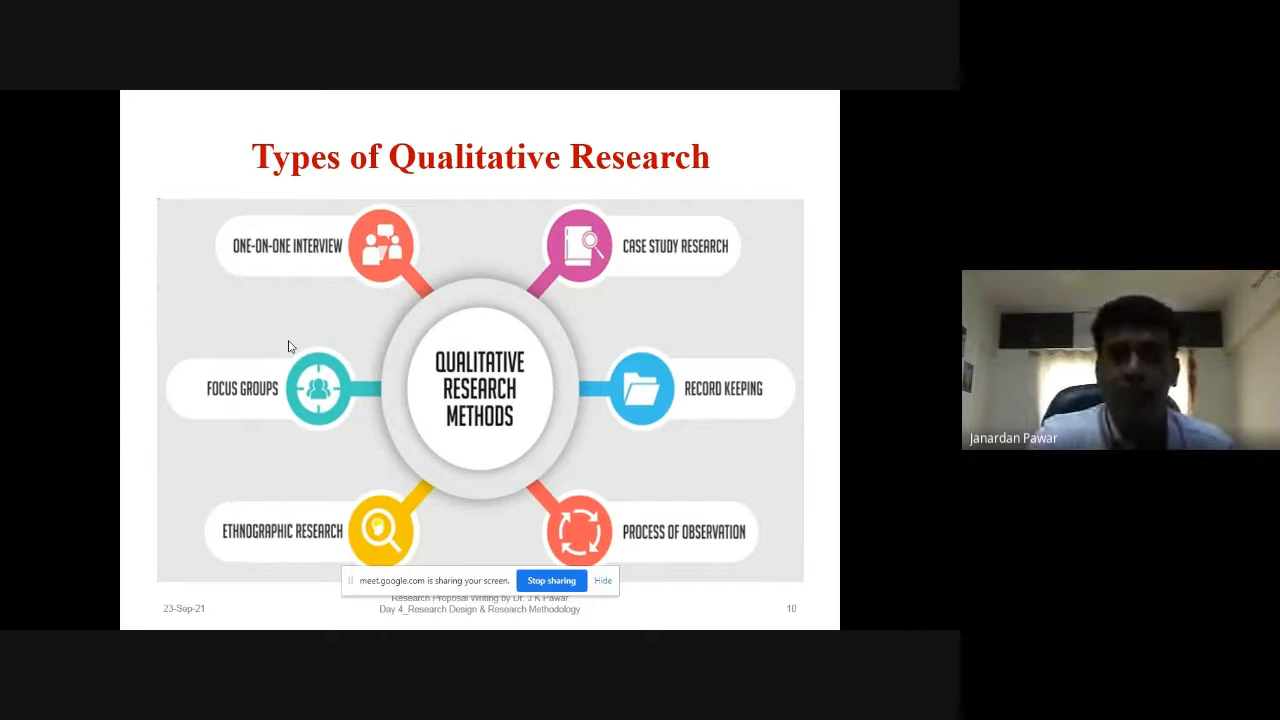 Types of Qualitative Research
ONE-ON-ONE INTERVIEW
CASE STUDY RESEARCH
FOCUS GROUPS
QUALITATIVE
RESEARCH
METHODS
RECORD KEEPING
ETHNOGRAPHIC RESEARCH
PROCESS OF OBSERVATION
meet.google.com is sharing your screen.
Stop sharing
Hide
Research Proposal Writing by Dr. J K Pawar
23-Sep-21
Day 4_Research Design & Research Methodology
10
Janardan Pawar